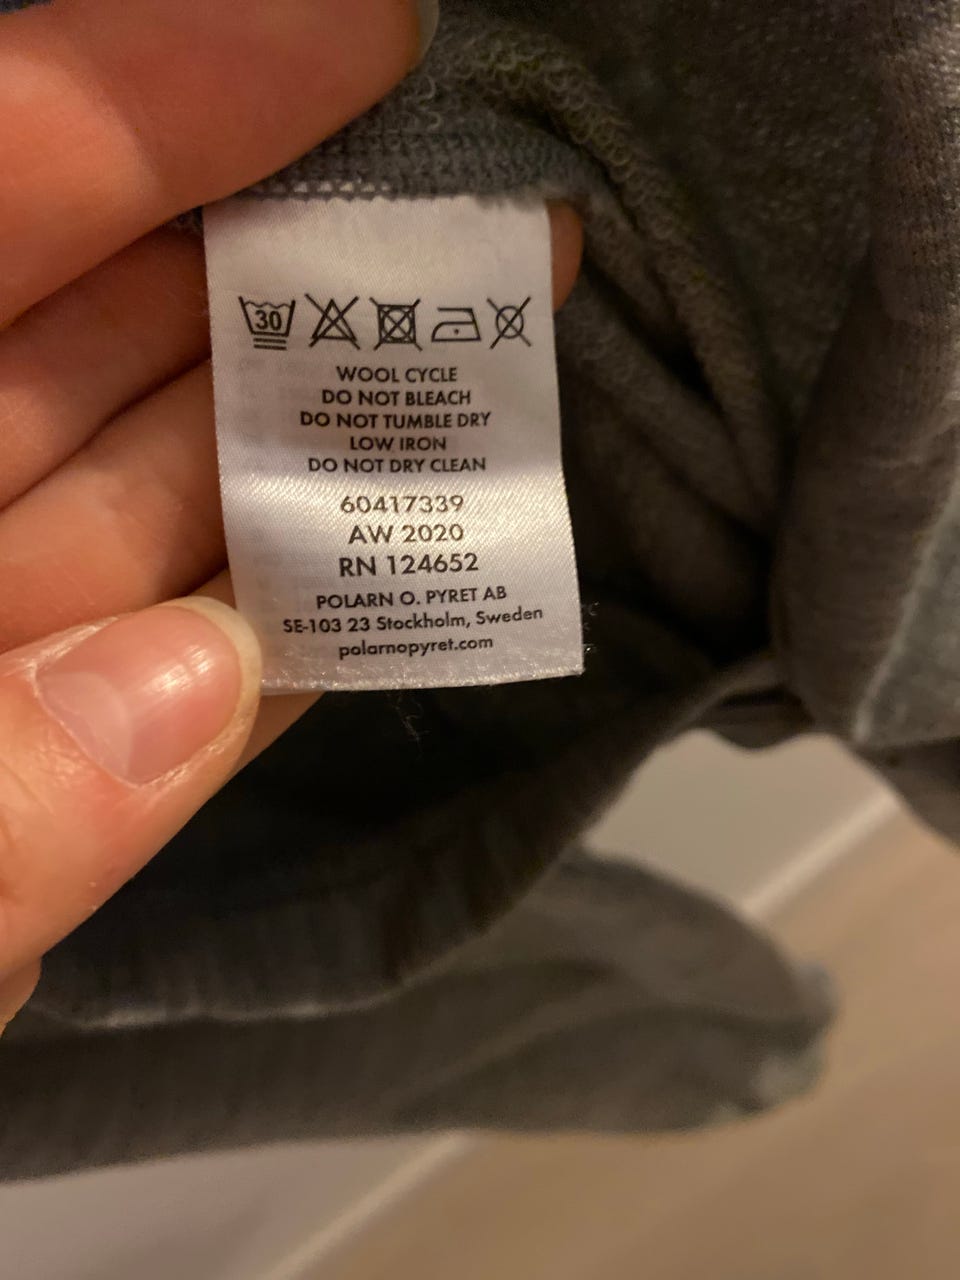 30
WOOL CYCLE
DO NOT BLEACH
DO NOT TUMBLE DRY
LOW IRON
DO NOT DRY CLEAN
60417339
AW 2020
RN 124652
POLARN O. PYRET AB
SE-103 23 Stockholm, Sweden
polarnopyret.com